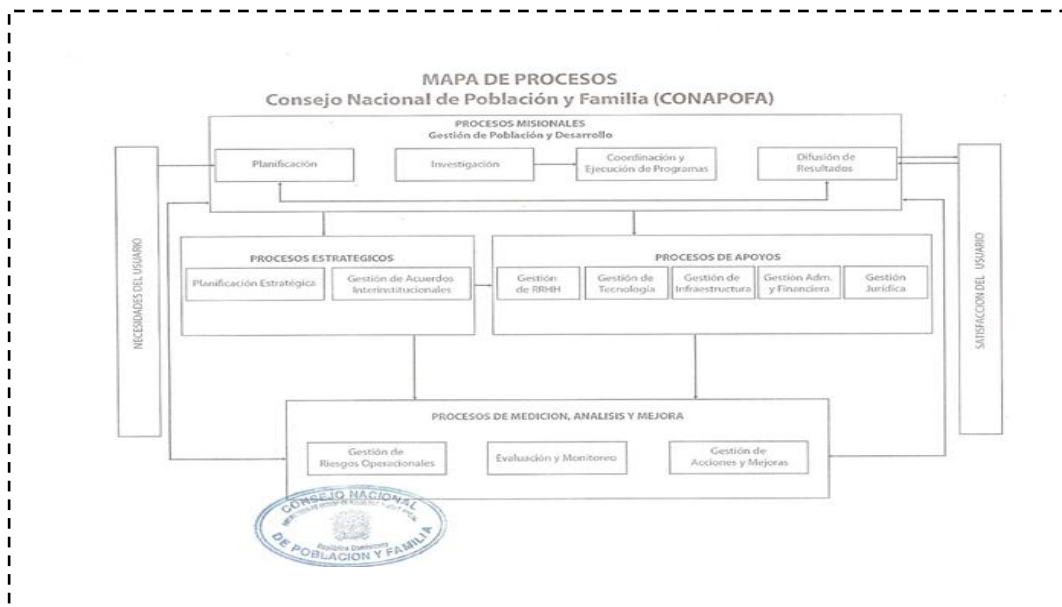 MAPA DE PROCESOS
Consejo Nacional de Población y Familia (CONAPOFA)
PROCESOS MISIONALES
Gestión de Población y Desarrollo
Planificación
Investigación
Coordinación y
Ejecución de Programas
Difusión de
Resultados
NECESIDADES DEL USUARIO
SATISFACCION DEL USUARIO
PROCESOS ESTRATEGICOS
Planificación Estratégica
Gestión de Acuerdos
Interinstitucionales
PROCESOS DE APOYOS
Gestión
de RRHH
Gestión de
Tecnología
Gestión de
Infraestructura
Gestión Adm.
y Financiera
Gestión
Jurídica
PROCESOS DE MEDICION, ANALISIS Y MEJORA
Gestión de
Riesgos Operacionales
Evaluación y Monitoreo
Gestión de
Acciones y Mejoras
CONSEJO NACIONAL
República Dominicana
DE POBLACION Y FAMILIA